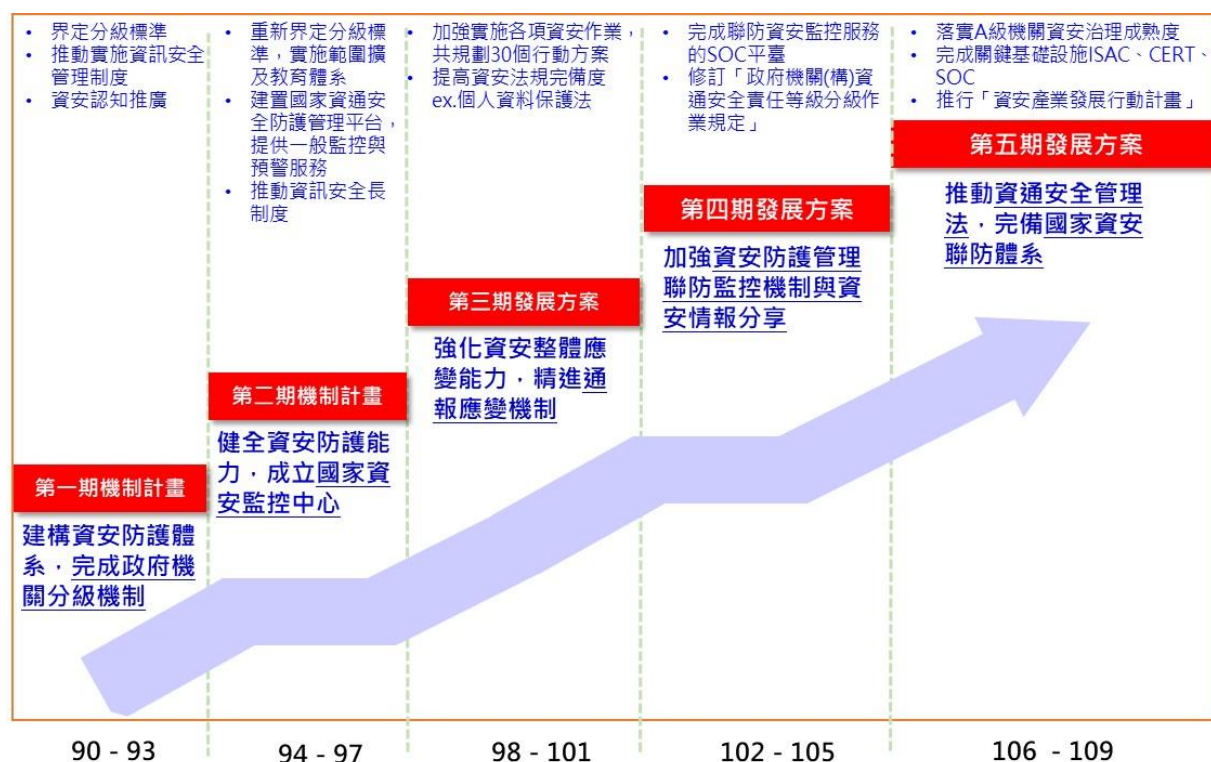 • 界定分級標準
• 推動實施資訊安全
管理制度
• 資安認知推廣
第一期機制計畫
建構資安防護體
系，完成政府機
關分級機制
90 - 93
• 重新界定分級標
準，實施範圍擴
及教育體系
• 建置國家資通安
全防護管理平台，
提供一般監控與
預警服務
• 推動資訊安全長
制度
第二期機制計畫
健全資安防護能
力，成立國家資
安監控中心
94 - 97
• 加強實施各項資安作業，
共規劃30個行動方案
• 提高資安法規完備度
ex.個人資料保護法
第三期發展方案
強化資安整體應
變能力，精進通
報應變機制
98 - 101
• 完成聯防資安監控服務
的SOC平臺
• 修訂「政府機關(構)資
通安全責任等級分級作
業規定」
第四期發展方案
加強資安防護管理
聯防監控機制與資
安情報分享
102 - 105
• 落實A級機關資安治理成熟度
• 完成關鍵基礎設施ISAC、CERT、
SOC
• 推行「資安產業發展行動計畫」
第五期發展方案
推動資通安全管理
法，完備國家資安
聯防體系
106 - 109